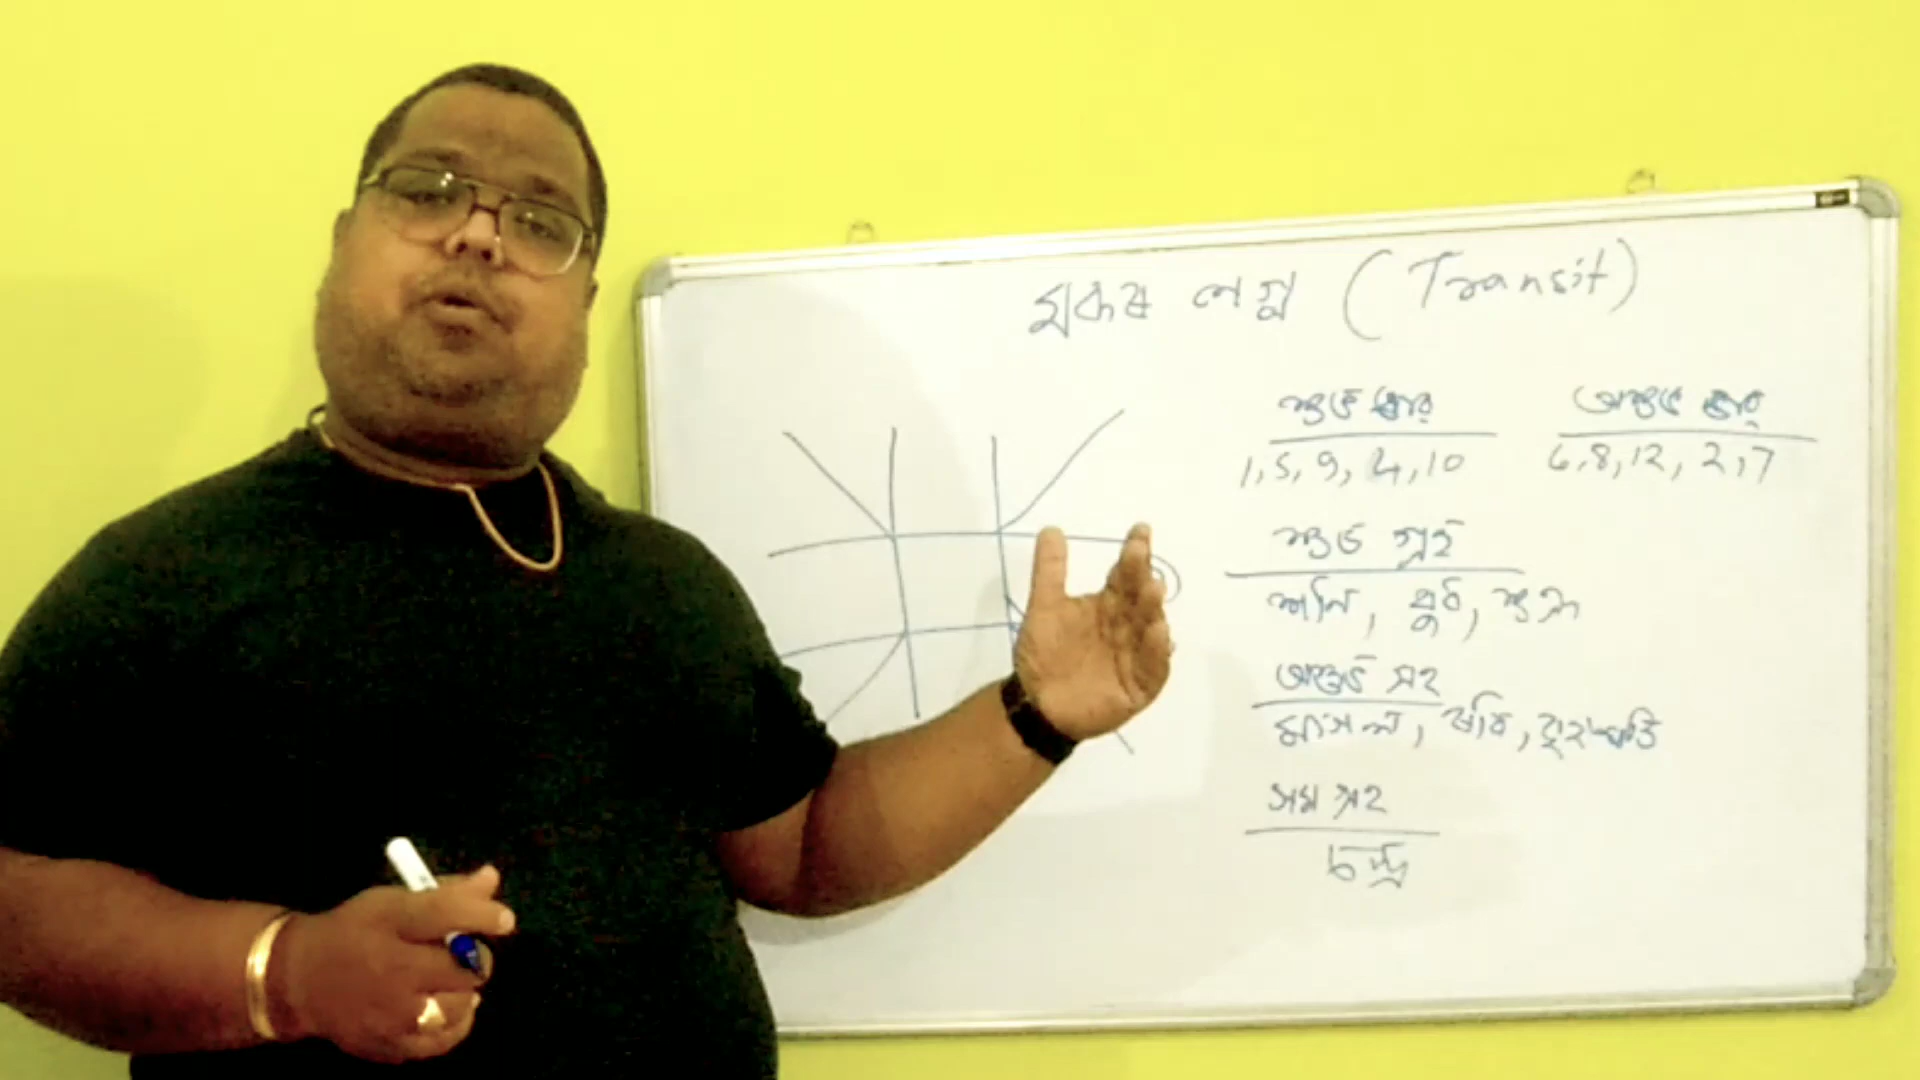 মকর লগ্ন (Transit)
শুভ ভাব অশুভ ভাব
1,5,9,4,10 6,8,12,2,7
শুভ গ্রহ
শনি, বুধ, শুক্র
অশুভ গ্রহ
মঙ্গল, রবি, বৃহস্পতি
সম গ্রহ
চন্দ্র